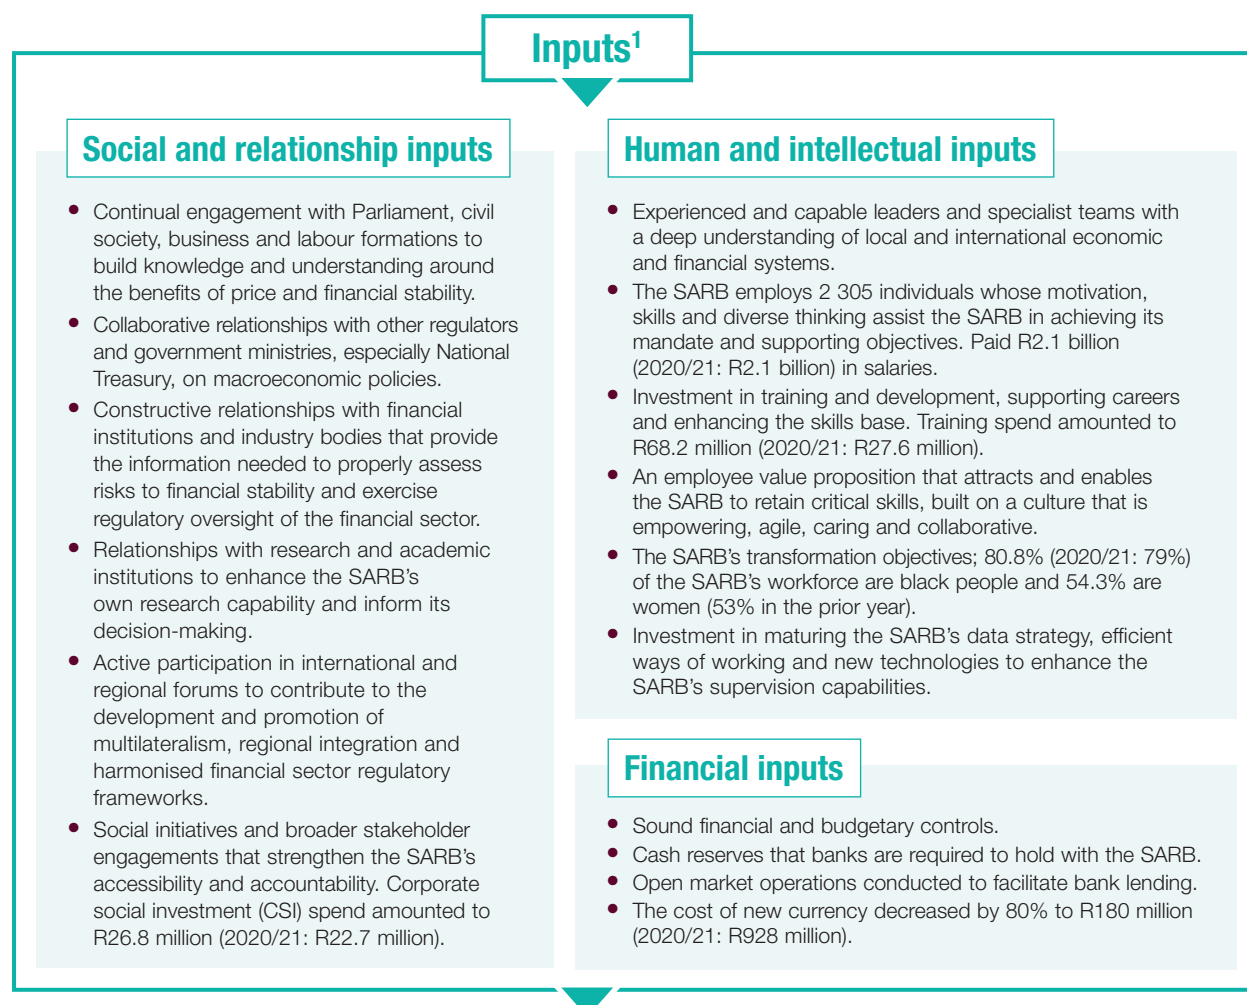 Inputs1
Social and relationship inputs
• Continual engagement with Parliament, civil
society, business and labour formations to
build knowledge and understanding around
the benefits of price and financial stability.
• Collaborative relationships with other regulators
and government ministries, especially National
Treasury, on macroeconomic policies.
• Constructive relationships with financial
institutions and industry bodies that provide
the information needed to properly assess
risks to financial stability and exercise
regulatory oversight of the financial sector.
• Relationships with research and academic
institutions to enhance the SARB’s
own research capability and inform its
decision-making.
• Active participation in international and
regional forums to contribute to the
development and promotion of
multilateralism, regional integration and
harmonised financial sector regulatory
frameworks.
• Social initiatives and broader stakeholder
engagements that strengthen the SARB’s
accessibility and accountability. Corporate
social investment (CSI) spend amounted to
R26.8 million (2020/21: R22.7 million).
Human and intellectual inputs
• Experienced and capable leaders and specialist teams with
a deep understanding of local and international economic
and financial systems.
• The SARB employs 2 305 individuals whose motivation,
skills and diverse thinking assist the SARB in achieving its
mandate and supporting objectives. Paid R2.1 billion
(2020/21: R2.1 billion) in salaries.
• Investment in training and development, supporting careers
and enhancing the skills base. Training spend amounted to
R68.2 million (2020/21: R27.6 million).
• An employee value proposition that attracts and enables
the SARB to retain critical skills, built on a culture that is
empowering, agile, caring and collaborative.
• The SARB’s transformation objectives; 80.8% (2020/21: 79%)
of the SARB’s workforce are black people and 54.3% are
women (53% in the prior year).
• Investment in maturing the SARB’s data strategy, efficient
ways of working and new technologies to enhance the
SARB’s supervision capabilities.
Financial inputs
• Sound financial and budgetary controls.
• Cash reserves that banks are required to hold with the SARB.
• Open market operations conducted to facilitate bank lending.
• The cost of new currency decreased by 80% to R180 million
(2020/21: R928 million).